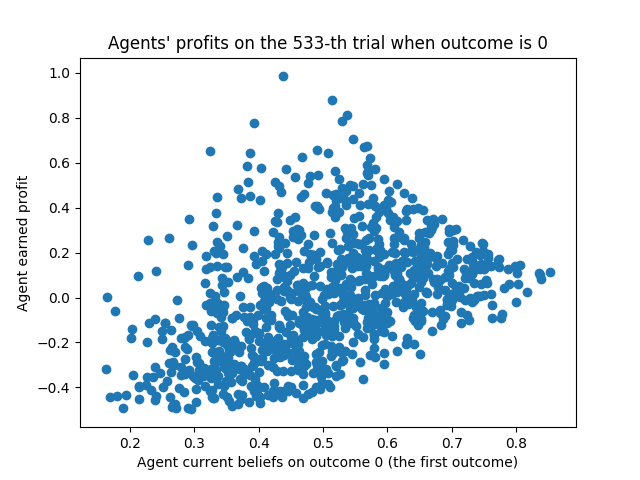 Agents' profits on the 533-th trial when outcome is 0
1.0
0.8
0.6
0.4
0.2
0.0
−0.2
−0.4
Agent earned profit
0.2 0.3 0.4 0.5 0.6 0.7 0.8
Agent current beliefs on outcome 0 (the first outcome)